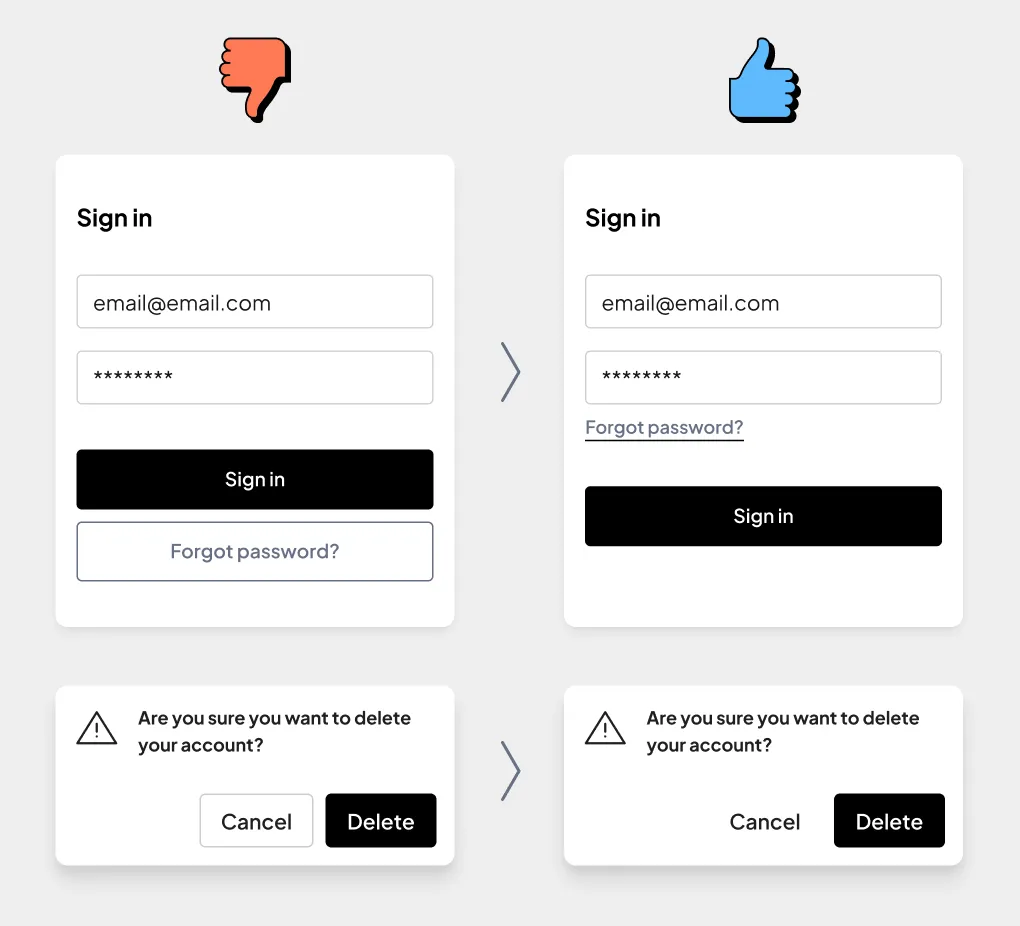 Sign in
email@email.com
********
Sign in
Forgot password?
Sign in
email@email.com
********
Forgot password?
Sign in
Are you sure you want to delete
your account?
Cancel
Delete
Are you sure you want to delete
your account?
Cancel
Delete